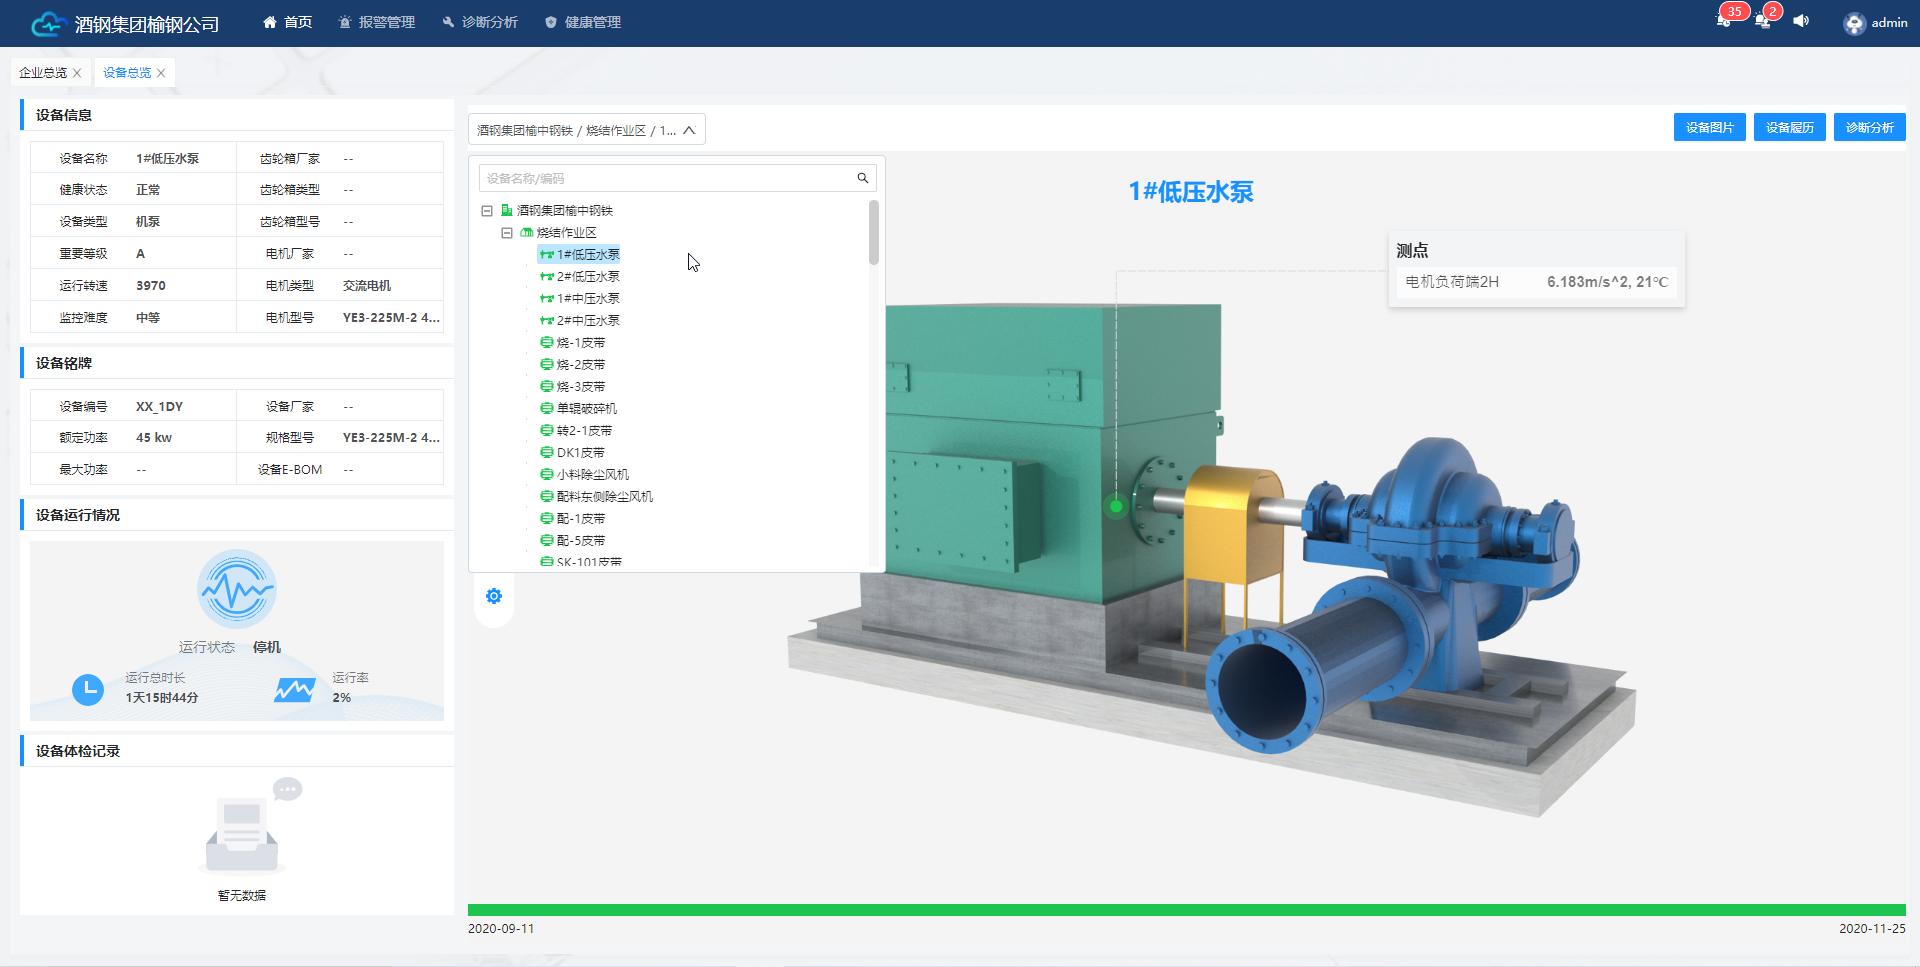 酒钢集团榆钢公司 首页 报警管理 诊断分析 健康管理 35 2 admin
企业总览 设备总览
设备信息
设备名称 1#低压水泵 齿轮箱厂家 --
健康状态 正常 齿轮箱类型 --
设备类型 机泵 齿轮箱型号 --
重要等级 A 电机厂家 --
运行转速 3970 电机类型 交流电机
监控难度 中等 电机型号 YE3-225M-2 4...
设备铭牌
设备编号 XX_1DY 设备厂家 --
额定功率 45 kw 规格型号 YE3-225M-2 4...
最大功率 -- 设备E-BOM --
设备运行情况
运行状态 停机
运行总时长
1天15时44分
运行率
2%
设备体检记录
暂无数据
酒钢集团榆中钢铁 / 烧结作业区 / 1...
设备图片 设备履历 诊断分析
设备名称/编码
酒钢集团榆中钢铁
烧结作业区
1#低压水泵
2#低压水泵
1#中压水泵
2#中压水泵
烧-1皮带
烧-2皮带
烧-3皮带
单辊破碎机
转2-1皮带
DK1皮带
小料除尘风机
配料东侧除尘风机
配-1皮带
配-5皮带
SK-101皮带
1#低压水泵
测点
电机负荷端2H 6.183m/s^2, 21℃
2020-09-11 2020-11-25